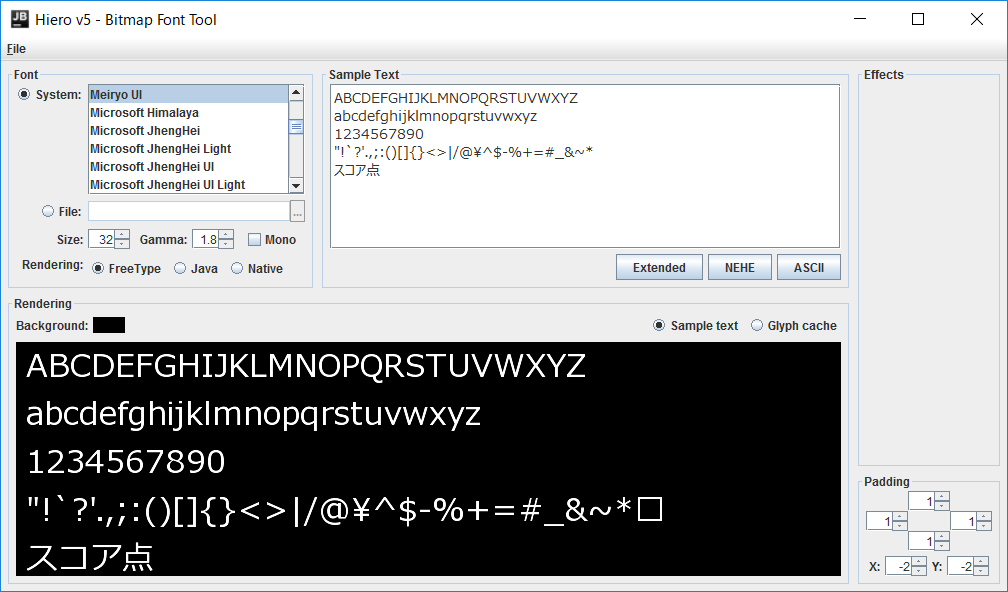 Hiero v5 - Bitmap Font Tool
File
Font
System:
Meiryo UI
Microsoft Himalaya
Microsoft JhengHei
Microsoft JhengHei Light
Microsoft JhengHei UI
Microsoft JhengHei UI Light
File:
...
Size: 32 Gamma: 1.8 Mono
Rendering: FreeType Java Native
Sample Text
ABCDEFGHIJKLMNOPQRSTUVWXYZ
abcdefghijklmnopqrstuvwxyz
1234567890
"!`?'.,;:()[]{}<>|/@¥^$-%+=#_&~*
スコア点
Extended NEHE ASCII
Rendering
Background: Sample text Glyph cache
ABCDEFGHIJKLMNOPQRSTUVWXYZ
abcdefghijklmnopqrstuvwxyz
1234567890
"!`?'.,;:()[]{}<>|/@¥^$-%+=#_&~*□
スコア点
Effects
Padding
1
1 1
1
X: -2 Y: -2